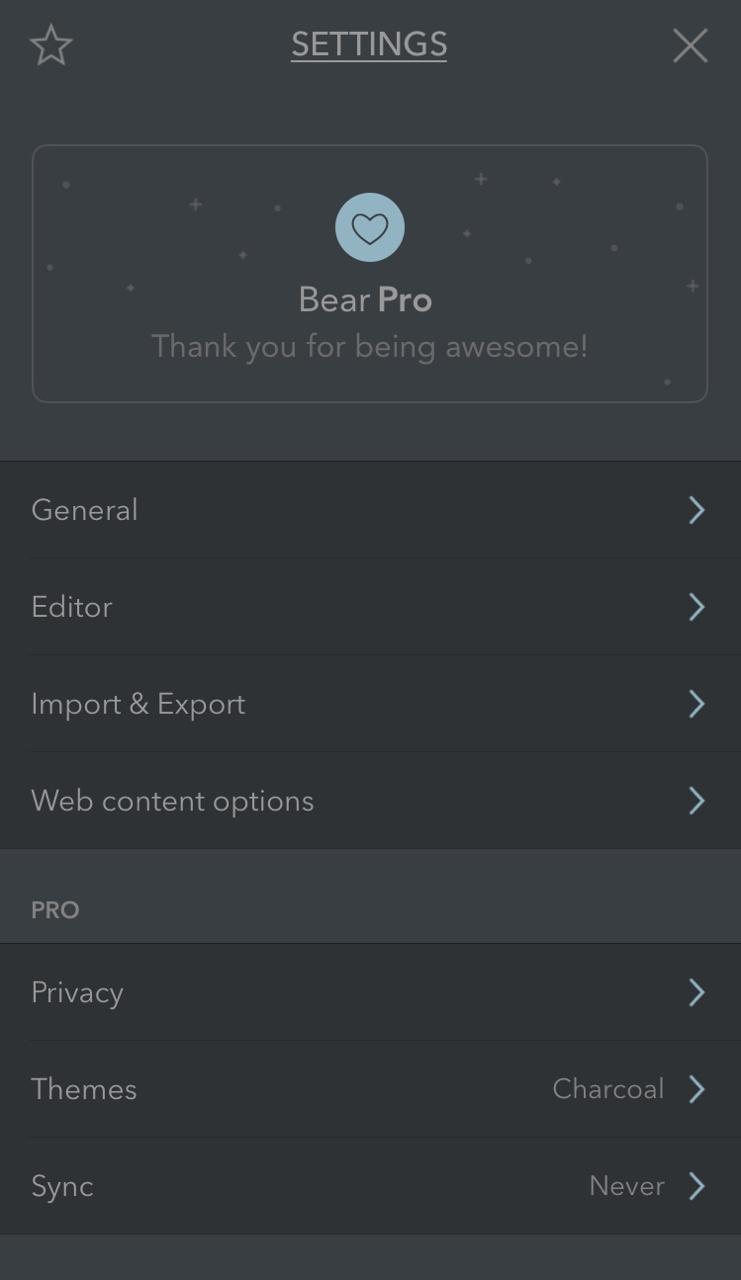 SETTINGS
Bear Pro
Thank you for being awesome!
General
Editor
Import & Export
Web content options
PRO
Privacy
Themes Charcoal
Sync Never